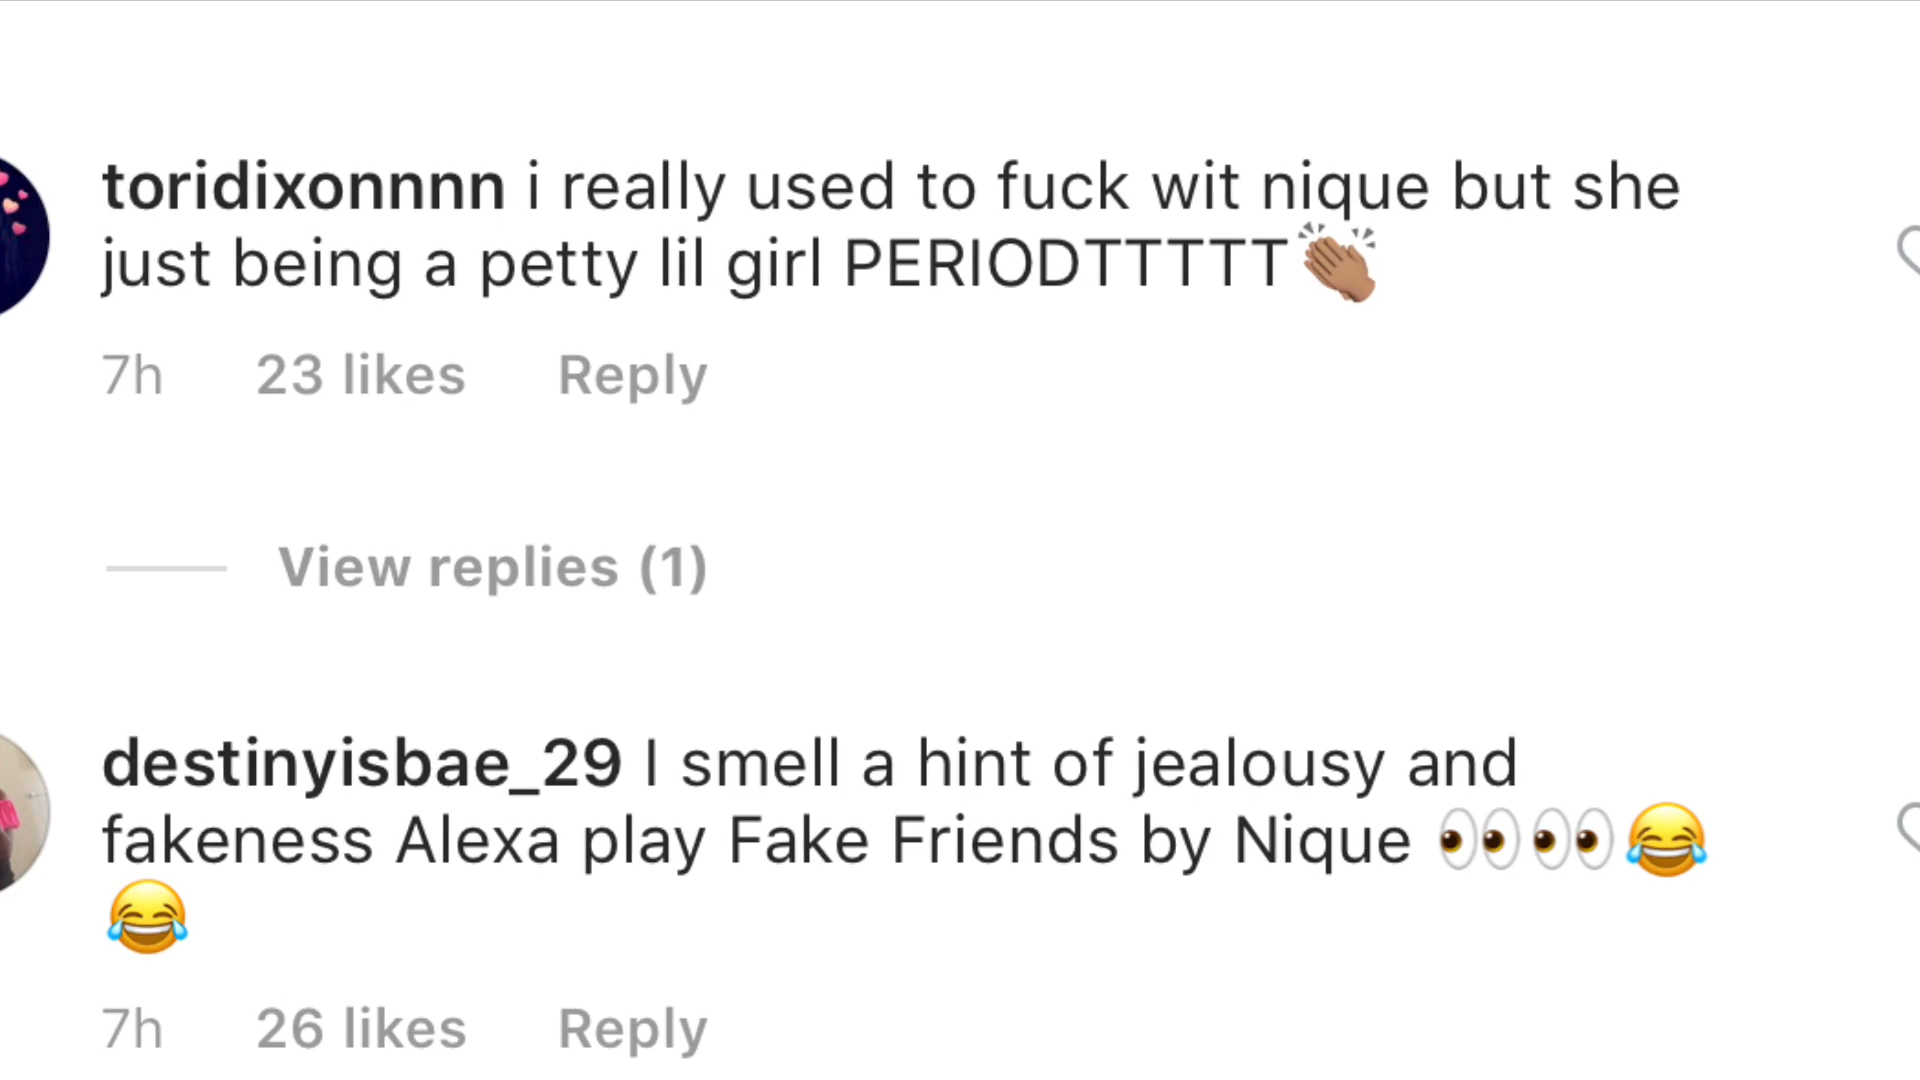 toridixonnnn i really used to fuck wit nique but she
just being a petty lil girl PERIODTTTTT👏🏽
7h 23 likes Reply
View replies (1)
destinyisbae_29 I smell a hint of jealousy and
fakeness Alexa play Fake Friends by Nique 👀👀😂
😂
7h 26 likes Reply